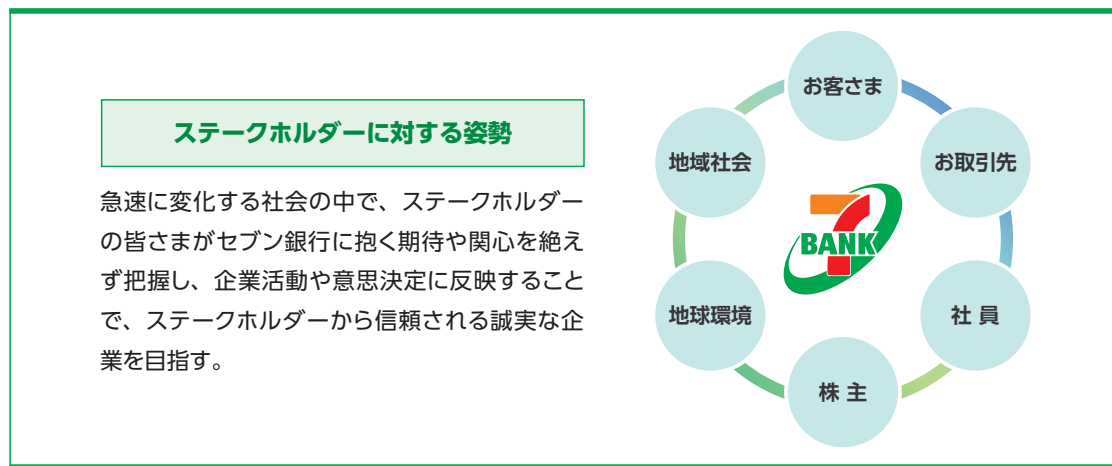 ステークホルダーに対する姿勢
急速に変化する社会の中で、ステークホルダー
の皆さまがセブン銀行に抱く期待や関心を絶え
ず把握し、企業活動や意思決定に反映すること
で、ステークホルダーから信頼される誠実な企
業を目指す。
お客さま
お取引先
社 員
株 主
地球環境
地域社会
7
BANK